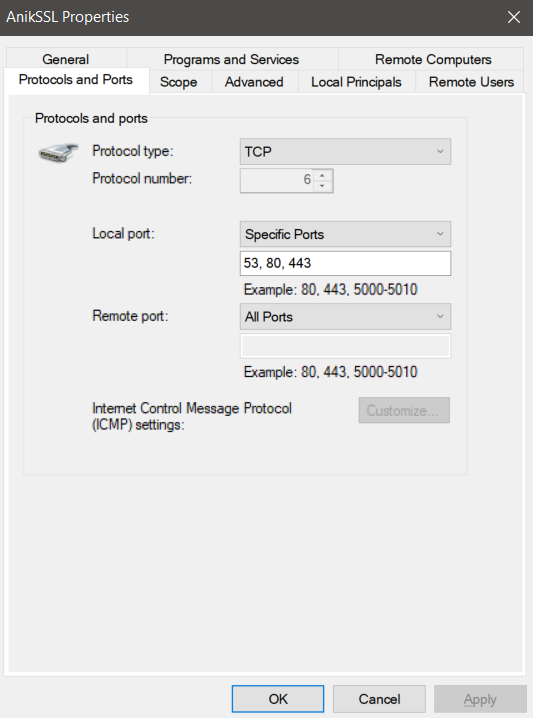 AnikSSL Properties
General
Programs and Services
Remote Computers
Protocols and Ports
Scope
Advanced
Local Principals
Remote Users
Protocols and ports
Protocol type:
TCP
Protocol number:
6
Local port:
Specific Ports
53, 80, 443
Example: 80, 443, 5000-5010
Remote port:
All Ports
Example: 80, 443, 5000-5010
Internet Control Message Protocol
(ICMP) settings:
Customize...
OK
Cancel
Apply